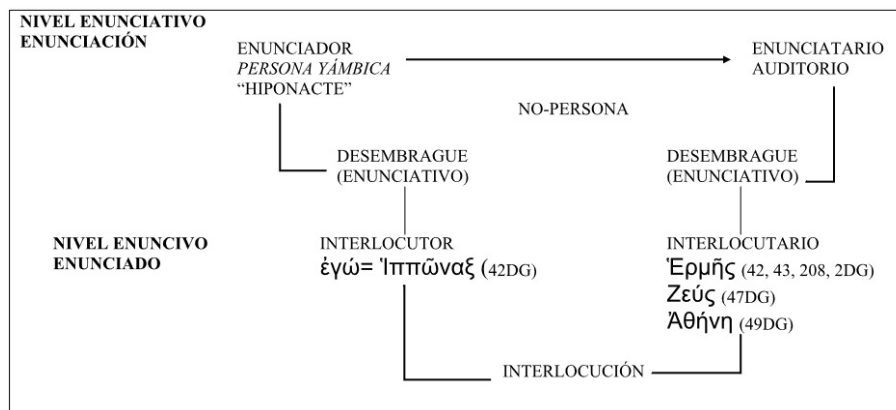 NIVEL ENUNCIATIVO
ENUNCIACIÓN
ENUNCIADOR
PERSONA YÁMBICA
“HIPONACTE”
ENUNCIATARIO
AUDITORIO
NO-PERSONA
DESEMBRAGUE
(ENUNCIATIVO)
DESEMBRAGUE
(ENUNCIATIVO)
NIVEL ENUNCIVO
ENUNCIADO
INTERLOCUTOR
ἐγώ= Ἱππῶναξ (42DG)
INTERLOCUTARIO
Ἑρμῆς (42, 43, 208, 2DG)
Ζεύς (47DG)
Ἀθήνη (49DG)
INTERLOCUCIÓN